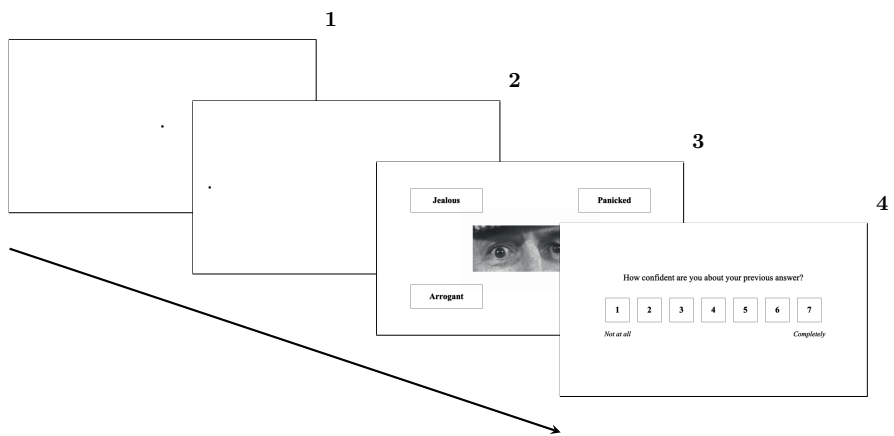 1
2
3
Jealous
Panicked
Arrogant
4
How confident are you about your previous answer?
1 2 3 4 5 6 7
Not at all
Completely